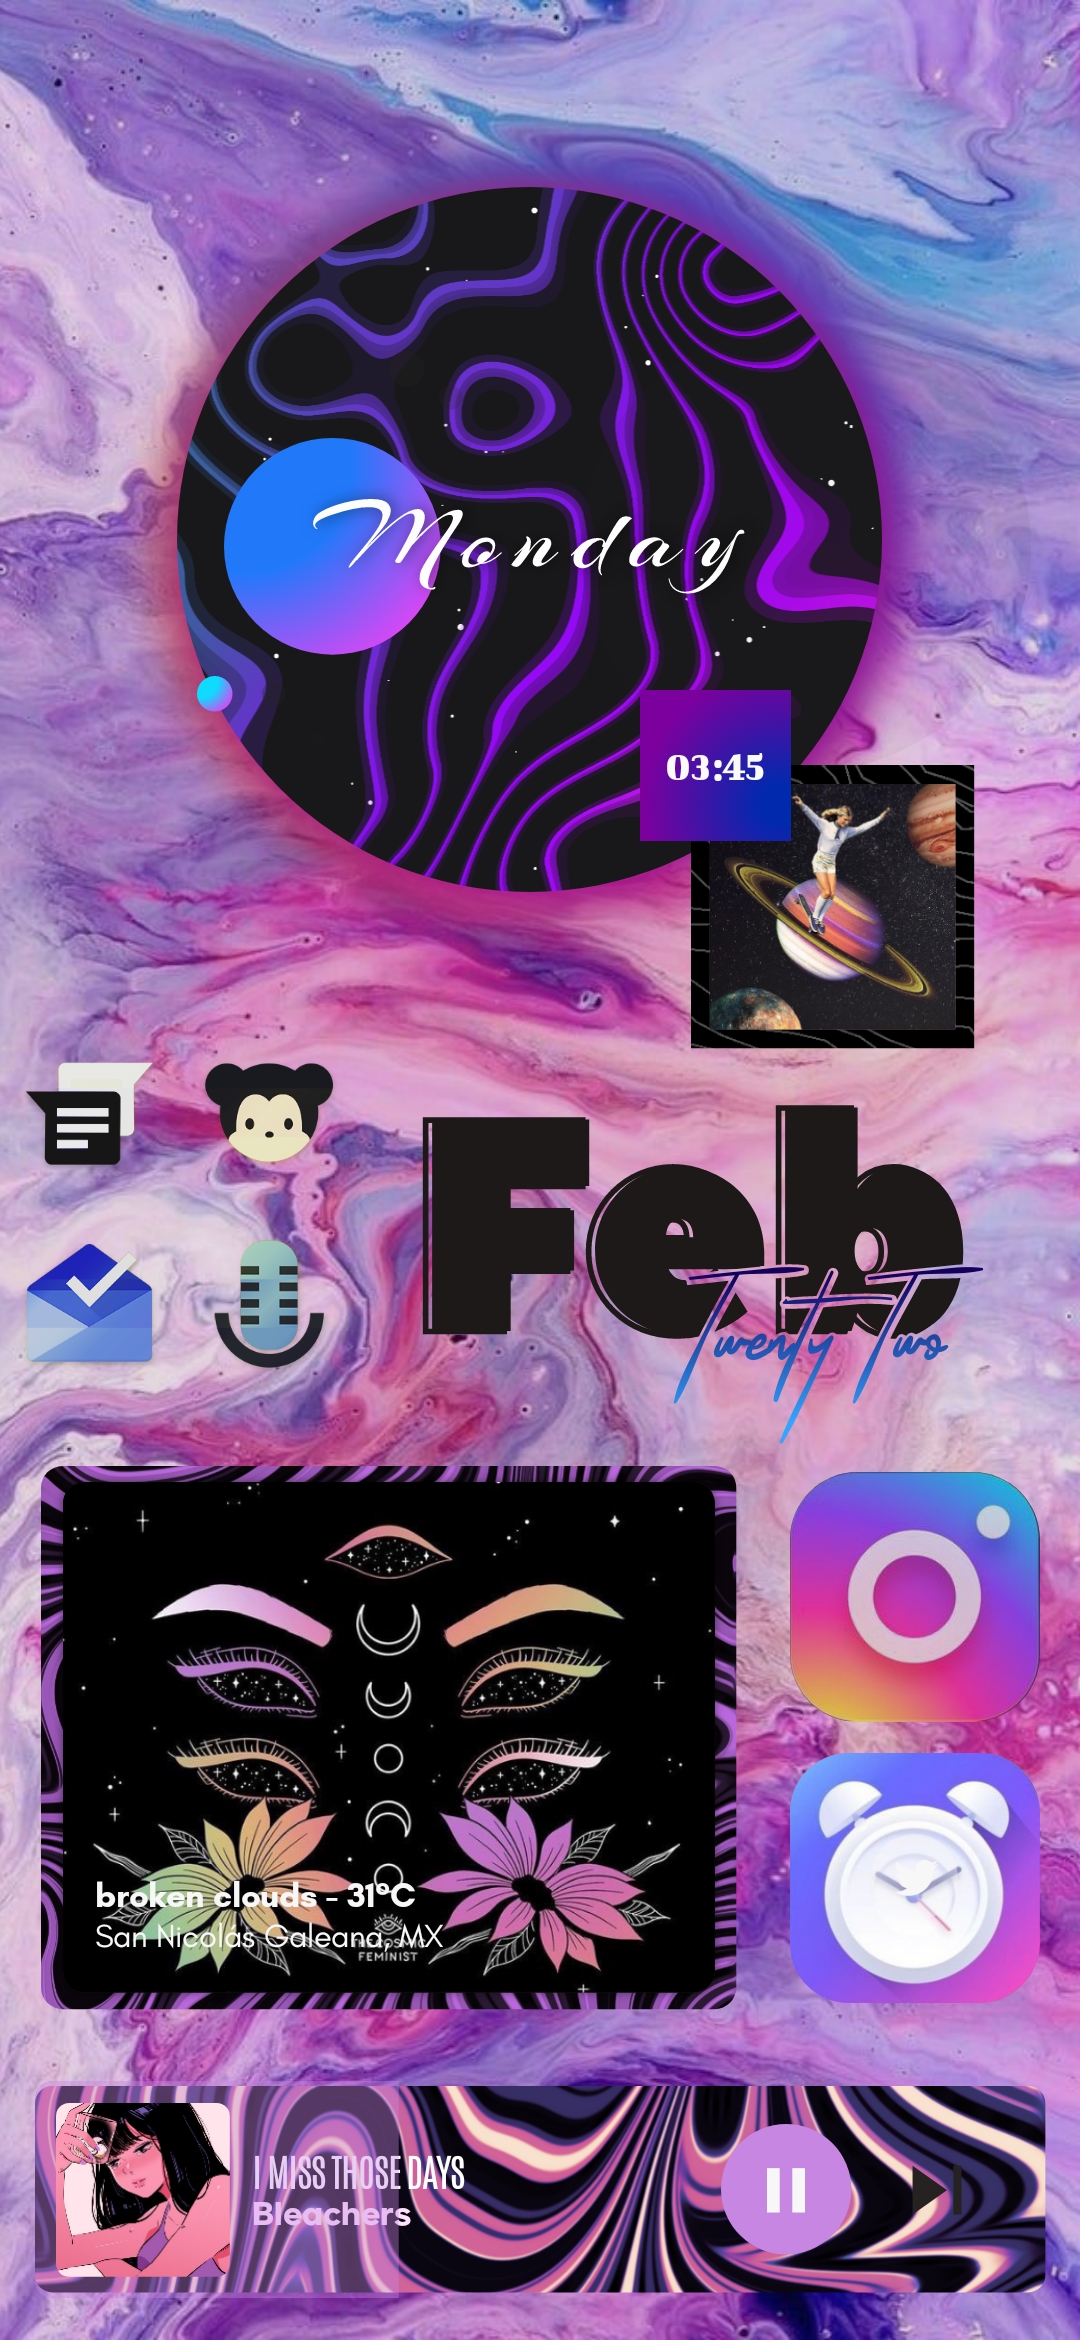 Monday
03:45
Feb
Twenty Two
broken clouds - 31°C
San Nicolás Galeana, MX
FEMINIST
I MISS THOSE DAYS
Bleachers